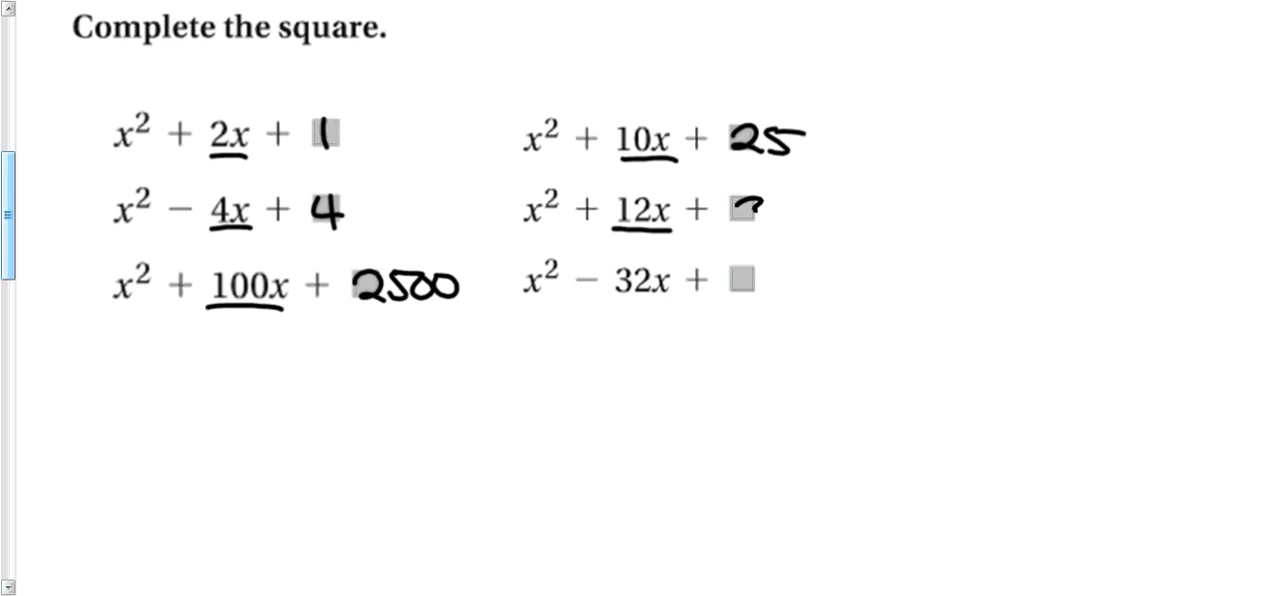 Complete the square.
x² + 2x + 1
x² − 4x + 4
x² + 100x + 2500
x² + 10x + 25
x² + 12x +
x² − 32x +